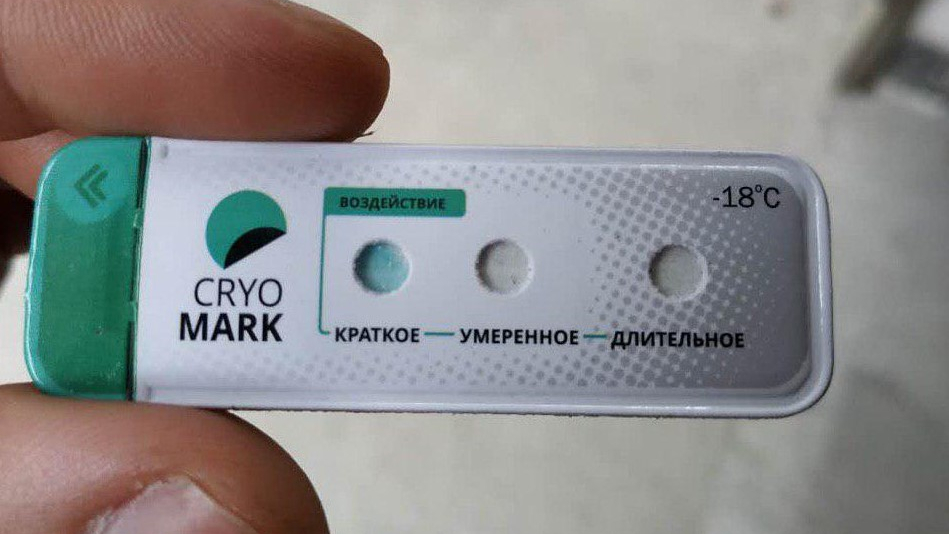 -18°C
ВОЗДЕЙСТВИЕ
CRYO
MARK
КРАТКОЕ
УМЕРЕННОЕ
ДЛИТЕЛЬНОЕ